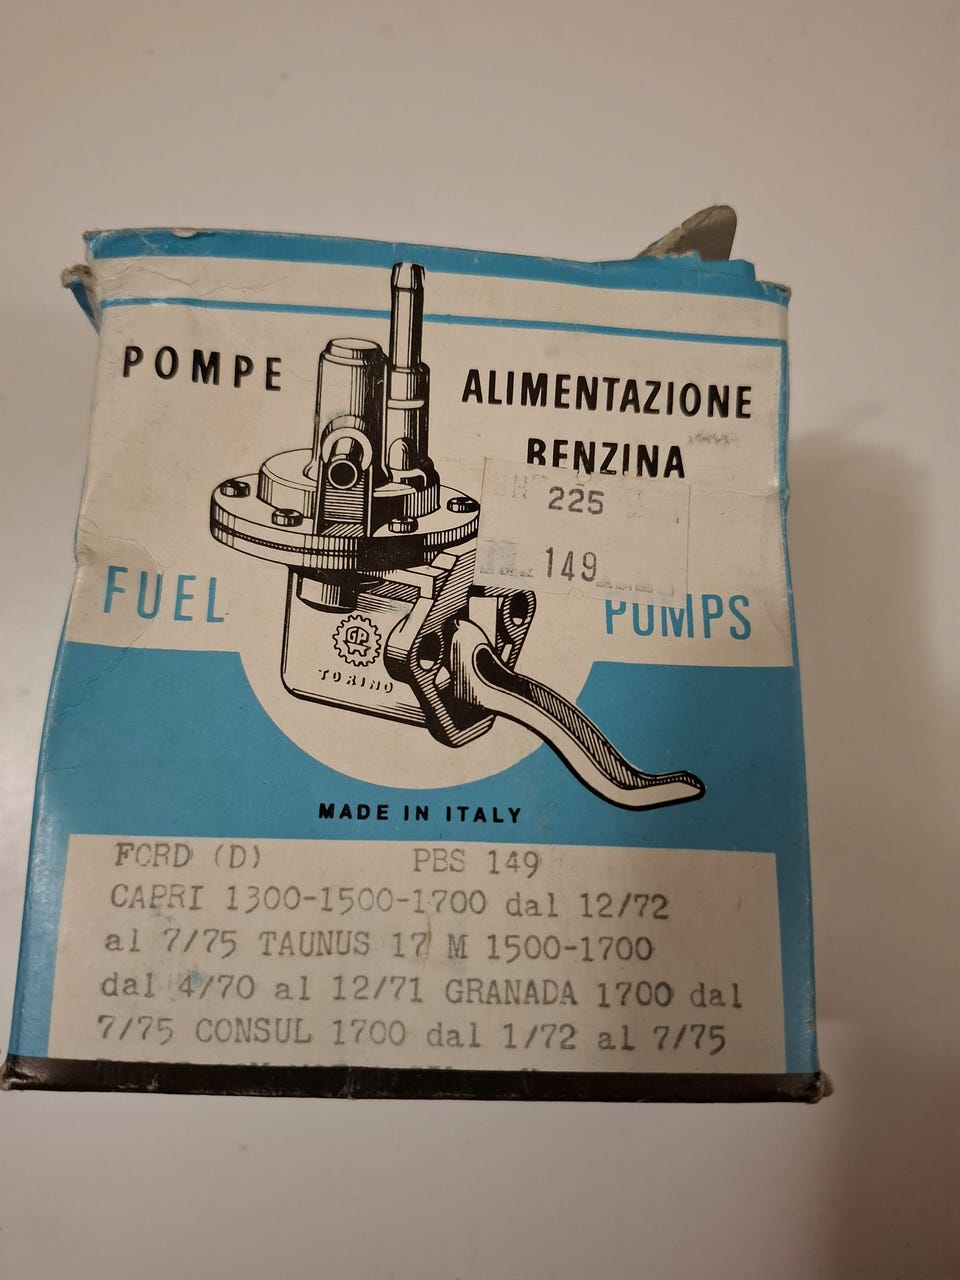 POMPE
ALIMENTAZIONE
BENZINA
225
149
FUEL
PUMPS
TORINO
MADE IN ITALY
FORD (D) PBS 149
CAPRI 1300-1500-1700 dal 12/72
al 7/75 TAUNUS 17 M 1500-1700
dal 4/70 al 12/71 GRANADA 1700 dal
7/75 CONSUL 1700 dal 1/72 al 7/75